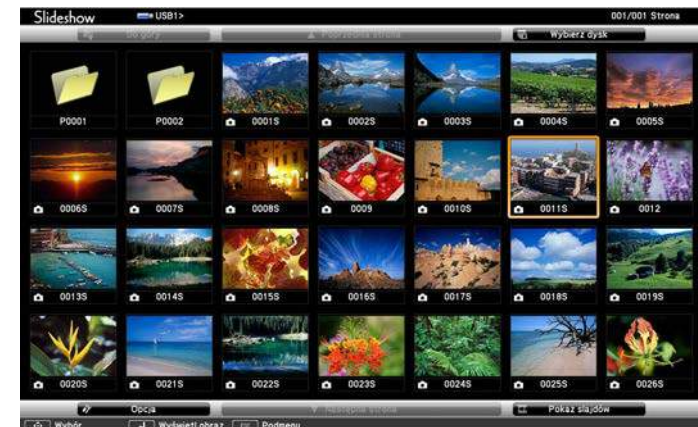 Slideshow USB1> 001/001 Strona
Do góry Poprzednia strona Wybierz dysk
P0001 P0002 0001S 0002S 0003S 0004S 0005S
0006S 0007S 0008S 0009 0010S 0011S 0012
0013S 0014S 0015S 0016S 0017S 0018S 0019S
0020S 0021S 0022S 0023S 0024S 0025S 0026S
Opcja Następna strona Pokaz slajdów
Wybór Wyświetl obraz Podmenu